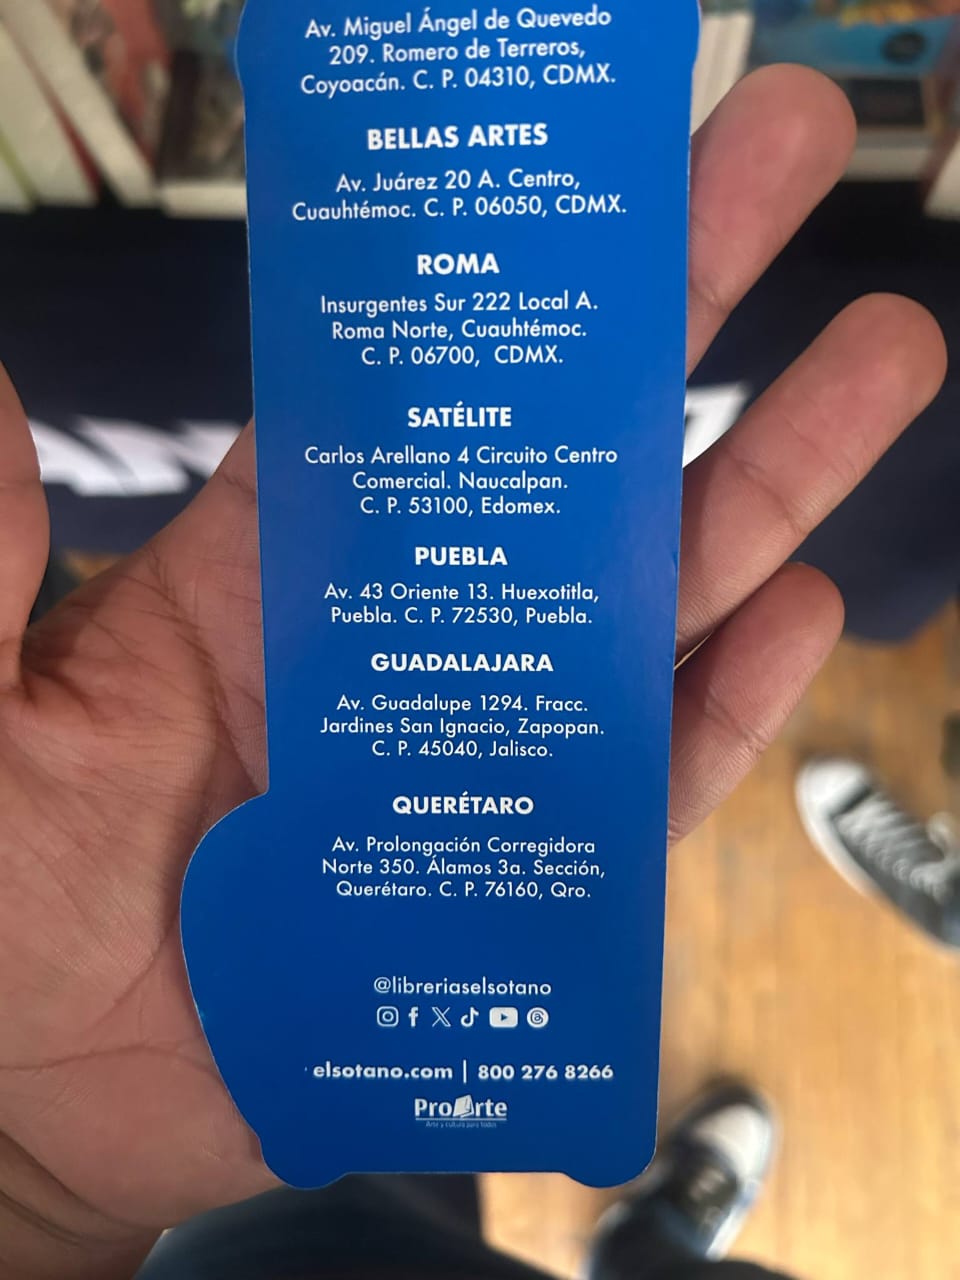 Av. Miguel Ángel de Quevedo
209. Romero de Terreros,
Coyoacán. C. P. 04310, CDMX.
BELLAS ARTES
Av. Juárez 20 A. Centro,
Cuauhtémoc. C. P. 06050, CDMX.
ROMA
Insurgentes Sur 222 Local A.
Roma Norte, Cuauhtémoc.
C. P. 06700, CDMX.
SATÉLITE
Carlos Arellano 4 Circuito Centro
Comercial. Naucalpan.
C. P. 53100, Edomex.
PUEBLA
Av. 43 Oriente 13. Huexotitla,
Puebla. C. P. 72530, Puebla.
GUADALAJARA
Av. Guadalupe 1294. Fracc.
Jardines San Ignacio, Zapopan.
C. P. 45040, Jalisco.
QUERÉTARO
Av. Prolongación Corregidora
Norte 350. Álamos 3a. Sección,
Querétaro. C. P. 76160, Qro.
@libreriaselsotano
elsotano.com | 800 276 8266
ProArte
Arte y cultura para todos